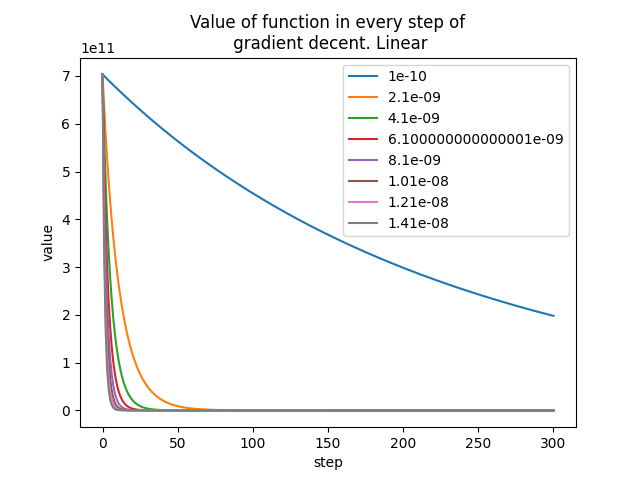 Value of function in every step of
gradient decent. Linear
1e11
7
6
5
4
3
2
1
0
value
1e-10
2.1e-09
4.1e-09
6.100000000000001e-09
8.1e-09
1.01e-08
1.21e-08
1.41e-08
0 50 100 150 200 250 300
step